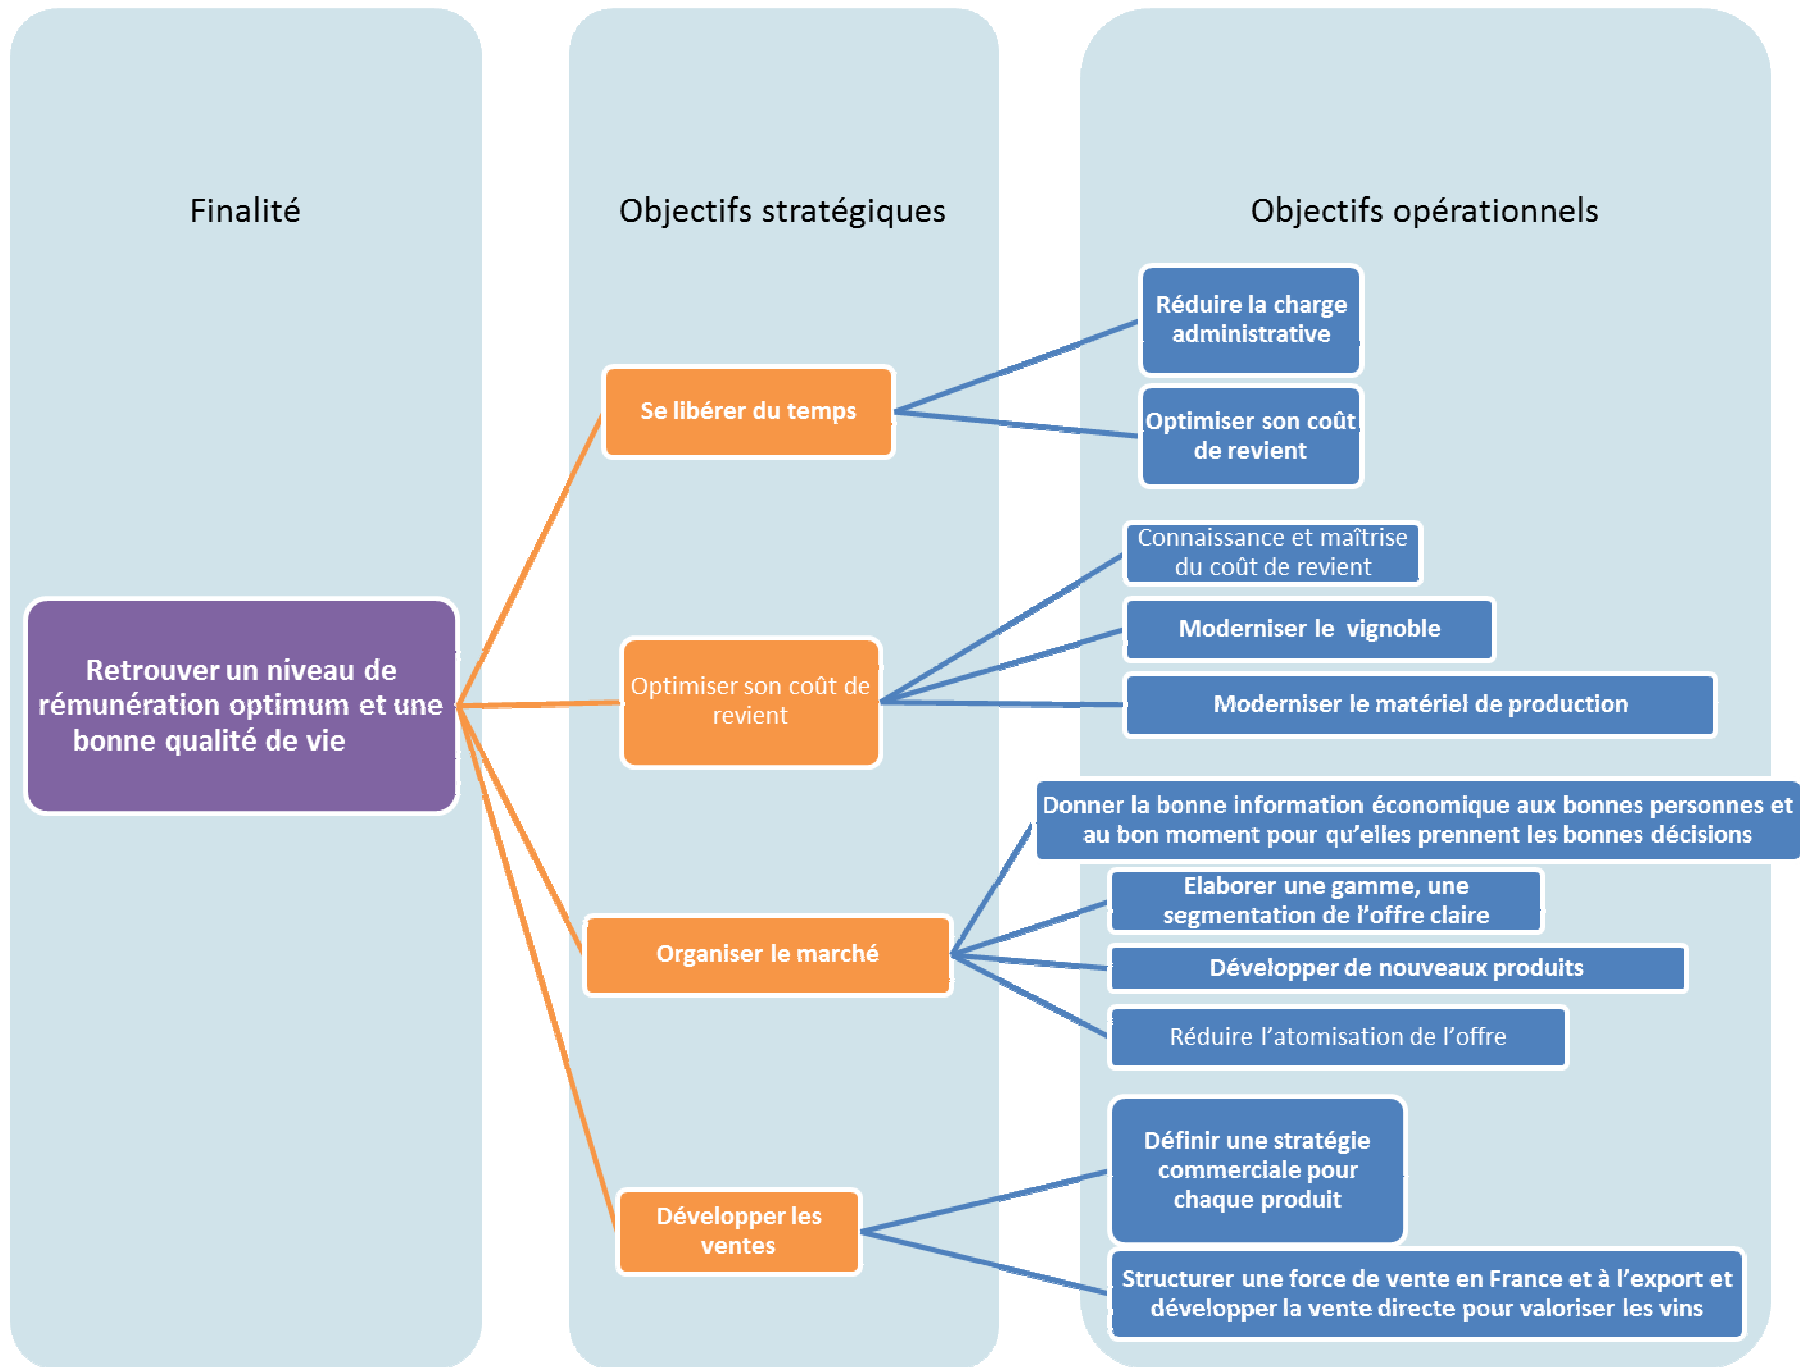 Finalité
Objectifs stratégiques
Objectifs opérationnels
Retrouver un niveau de
rémunération optimum et une
bonne qualité de vie
Se libérer du temps
Réduire la charge
administrative
Optimiser son coût
de revient
Optimiser son coût de
revient
Connaissance et maîtrise
du coût de revient
Moderniser le vignoble
Moderniser le matériel de production
Organiser le marché
Donner la bonne information économique aux bonnes personnes et
au bon moment pour qu’elles prennent les bonnes décisions
Elaborer une gamme, une
segmentation de l’offre claire
Développer de nouveaux produits
Réduire l’atomisation de l’offre
Développer les
ventes
Définir une stratégie
commerciale pour
chaque produit
Structurer une force de vente en France et à l’export et
développer la vente directe pour valoriser les vins